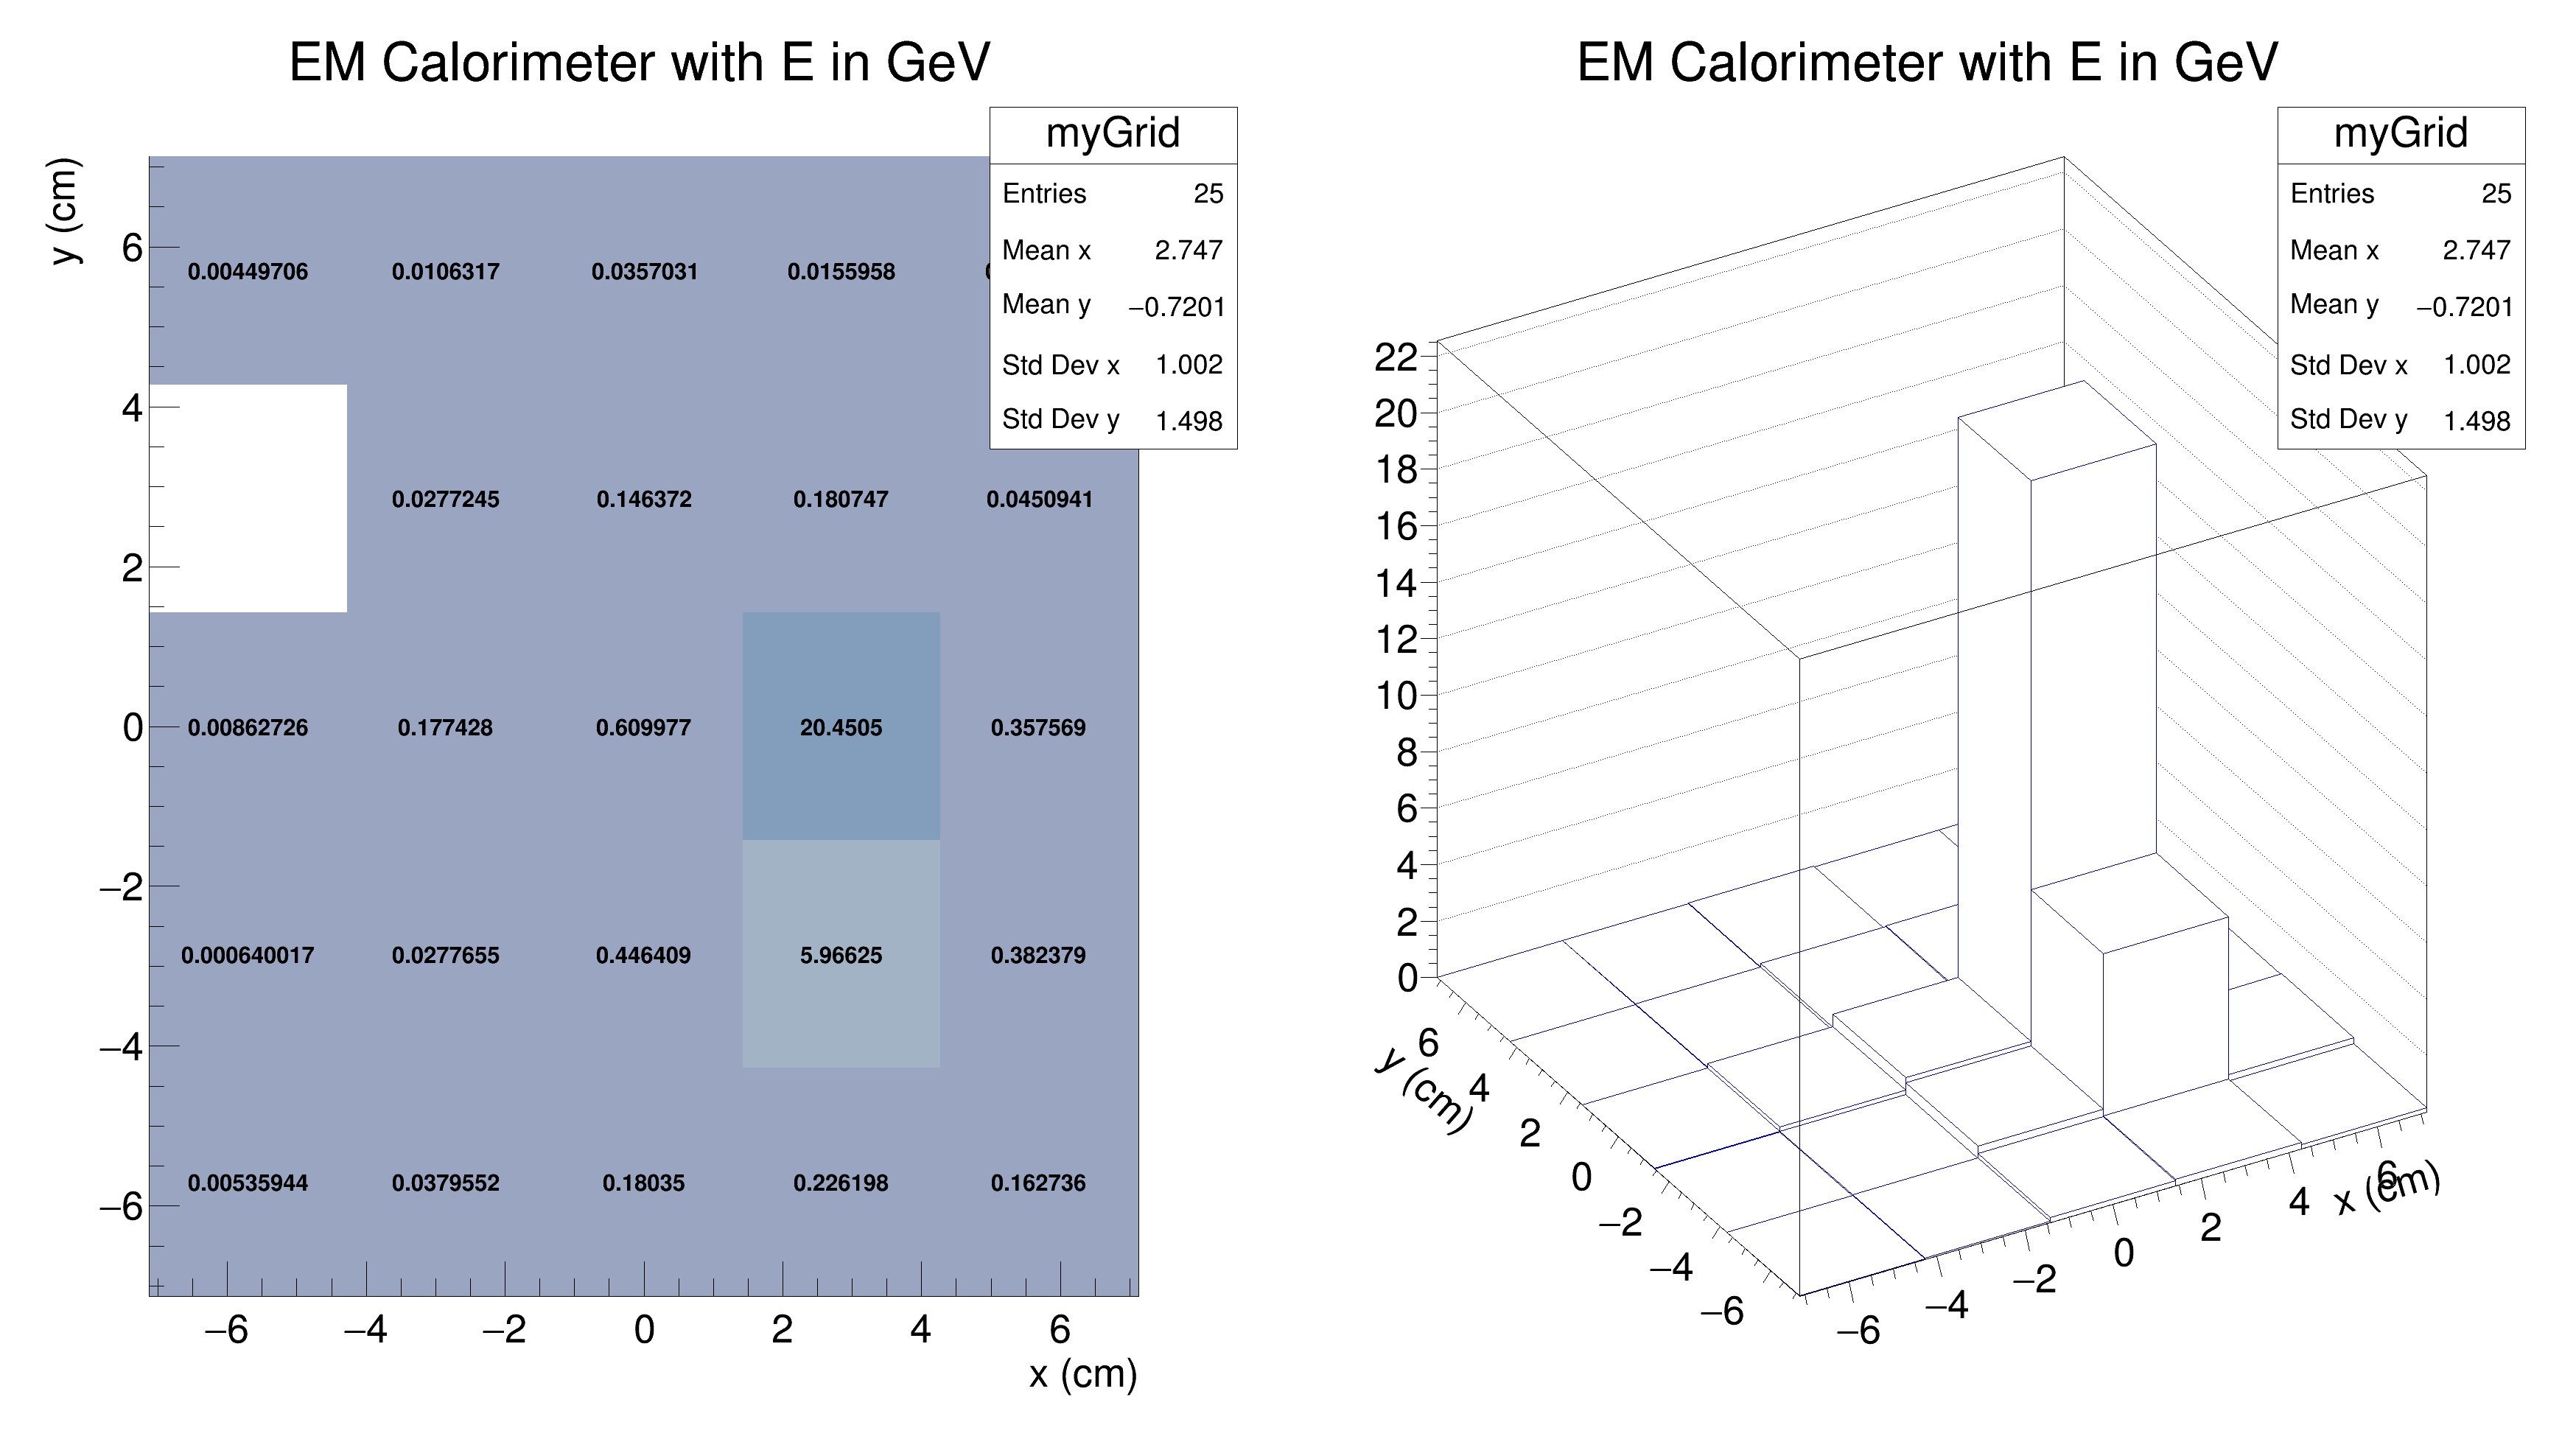 EM Calorimeter with E in GeV
myGrid
Entries 25
Mean x 2.747
Mean y −0.7201
Std Dev x 1.002
Std Dev y 1.498
y (cm)
6
4
2
0
−2
−4
−6
0.00449706 0.0106317 0.0357031 0.0155958
0.0277245 0.146372 0.180747 0.0450941
0.00862726 0.177428 0.609977 20.4505 0.357569
0.000640017 0.0277655 0.446409 5.96625 0.382379
0.00535944 0.0379552 0.18035 0.226198 0.162736
−6 −4 −2 0 2 4 6
x (cm)
EM Calorimeter with E in GeV
myGrid
Entries 25
Mean x 2.747
Mean y −0.7201
Std Dev x 1.002
Std Dev y 1.498
22
20
18
16
14
12
10
8
6
4
2
0
y (cm)
6
4
2
0
−2
−4
−6
−6 −4 −2 0 2 4 6
x (cm)